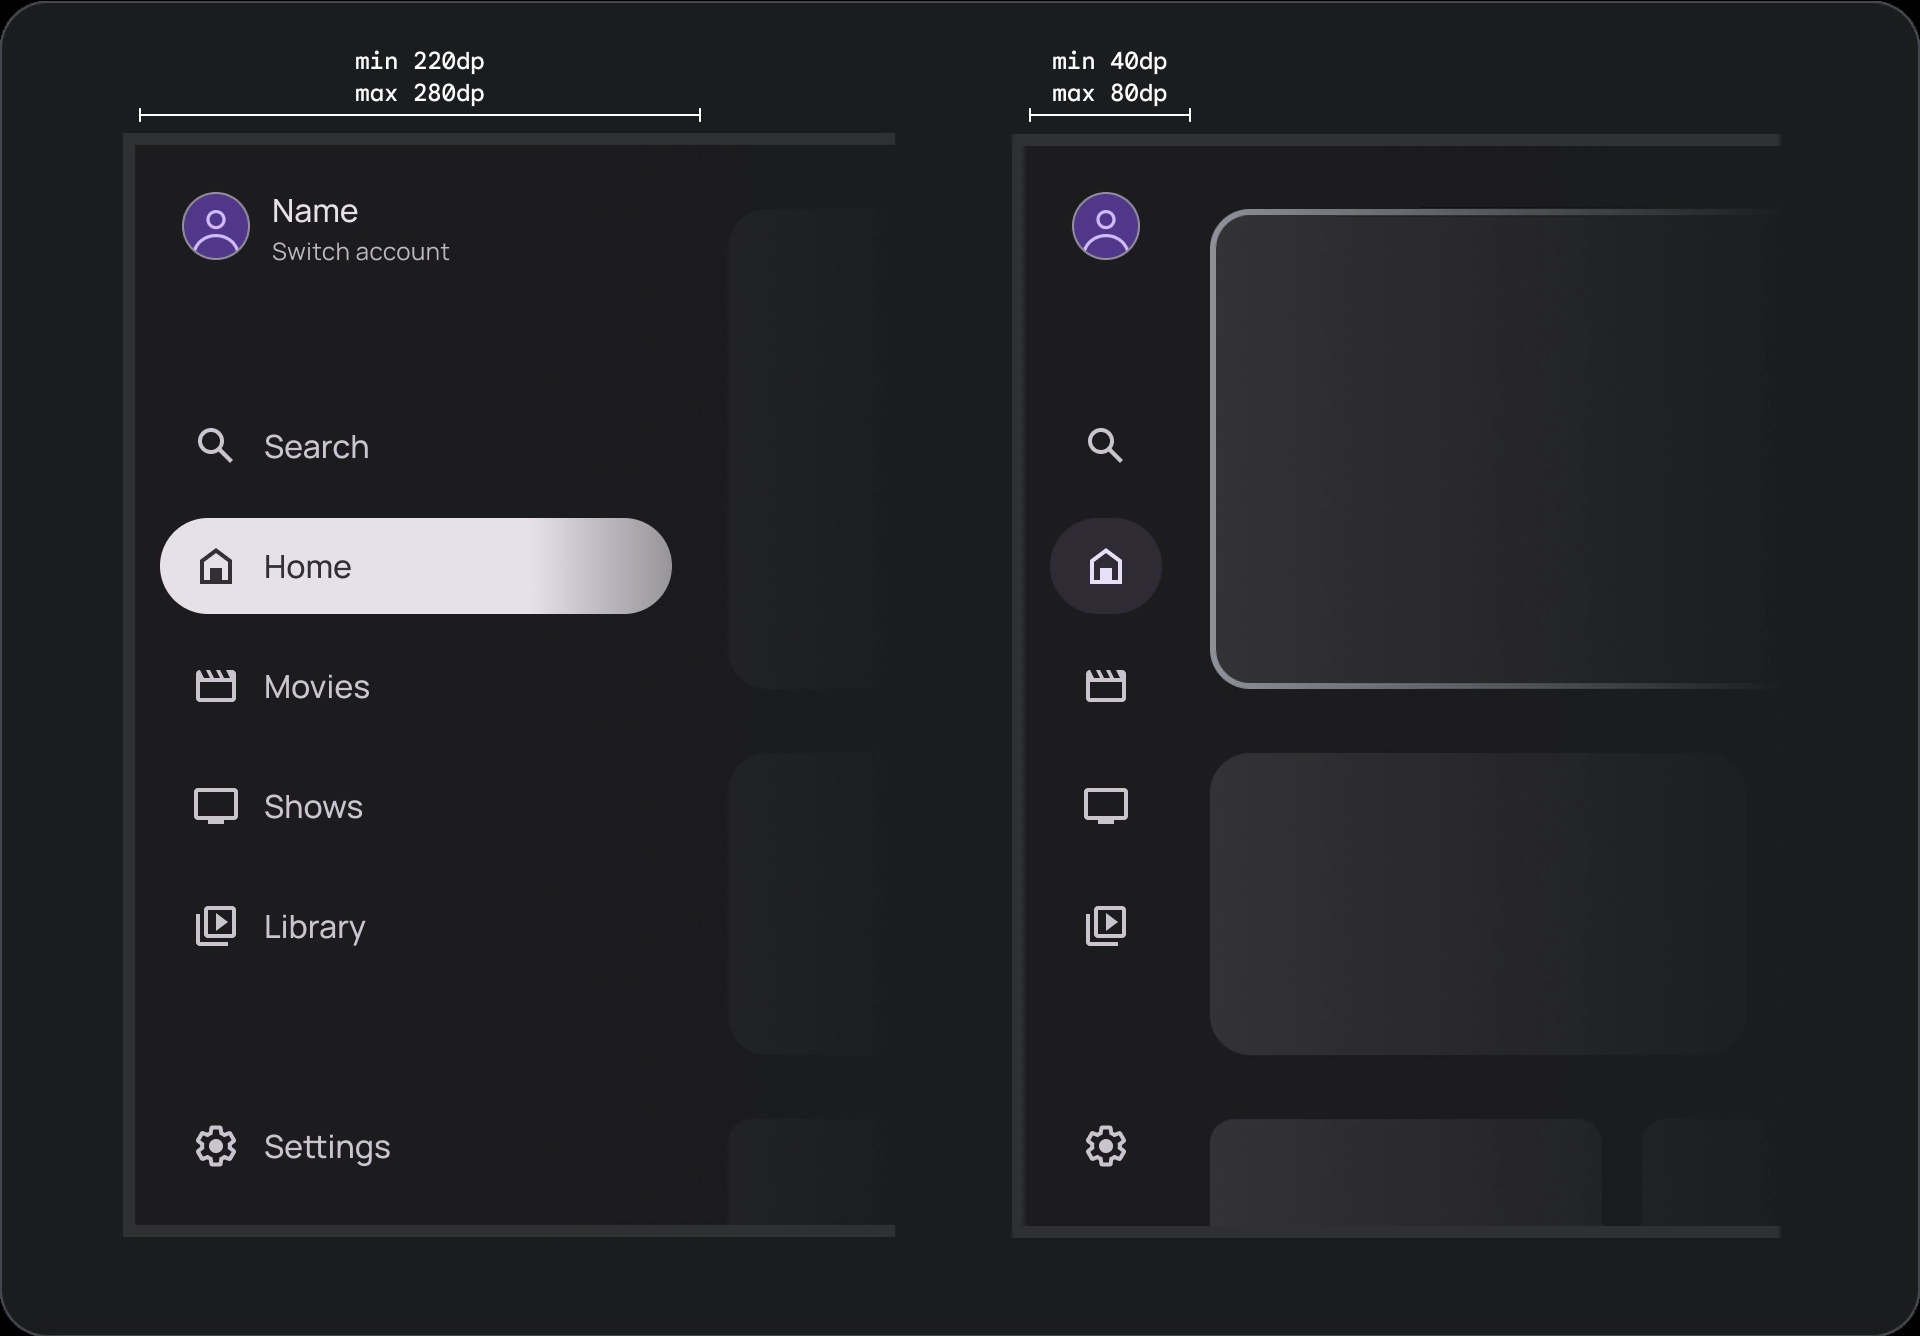 min 220dp
max 280dp
min 40dp
max 80dp
Name
Switch account
Search
Home
Movies
Shows
Library
Settings